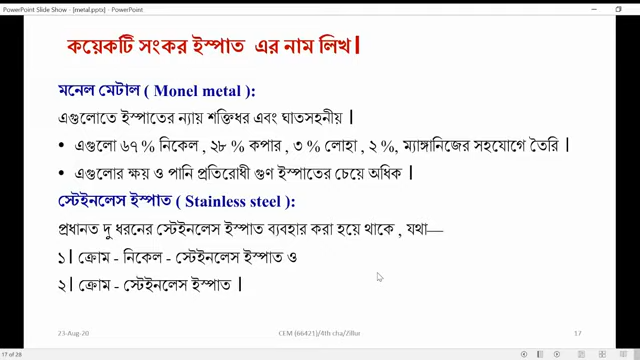 PowerPoint Slide Show - [metal.pptx] - PowerPoint
কয়েকটি সংকর ইস্পাত এর নাম লিখ।
মনেল মেটাল ( Monel metal ):
এগুলোতে ইস্পাতের ন্যায় শক্তিধর এবং ঘাতসহনীয় ।
• এগুলো ৬৭ % নিকেল , ২৮ % কপার , ৩ % লোহা , ২ %, ম্যাঙ্গানিজের সহযোগে তৈরি ।
• এগুলোর ক্ষয় ও পানি প্রতিরোধী গুণ ইস্পাতের চেয়ে অধিক ।
স্টেইনলেস ইস্পাত ( Stainless steel ):
প্রধানত দু ধরনের স্টেইনলেস ইস্পাত ব্যবহার করা হয়ে থাকে , যথা—
১। ক্রোম - নিকেল - স্টেইনলেস ইস্পাত ও
২। ক্রোম - স্টেইনলেস ইস্পাত ।
23-Aug-20 CEM (66421)/4th cha/Zillur 17
17 of 28